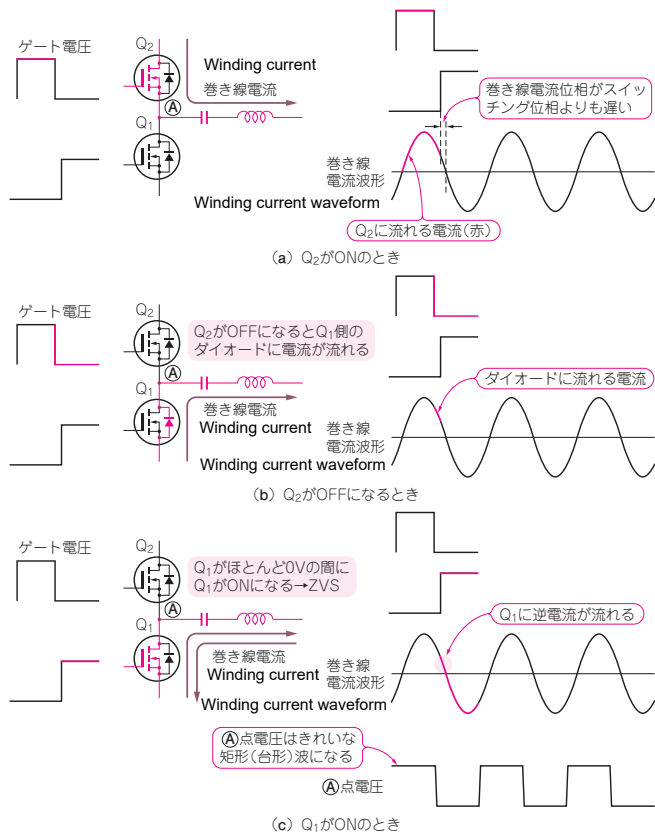 ゲート電圧
Q2
Winding current
巻き線電流
Ⓐ
Q1
巻き線電流位相がスイッ
チング位相よりも遅い
巻き線
電流波形
Winding current waveform
Q2に流れる電流(赤)
(a) Q2がONのとき
ゲート電圧
Q2
Q2がOFFになるとQ1側の
ダイオードに電流が流れる
Ⓐ
Q1
巻き線電流
Winding current
ダイオードに流れる電流
巻き線
電流波形
Winding current waveform
(b) Q2がOFFになるとき
ゲート電圧
Q2
Q1がほとんど0Vの間に
Q1がONになる→ZVS
Ⓐ
Q1
巻き線電流
Winding current
Q1に逆電流が流れる
巻き線
電流波形
Winding current waveform
Ⓐ点電圧はきれいな
矩形(台形)波になる
Ⓐ点電圧
(c) Q1がONのとき